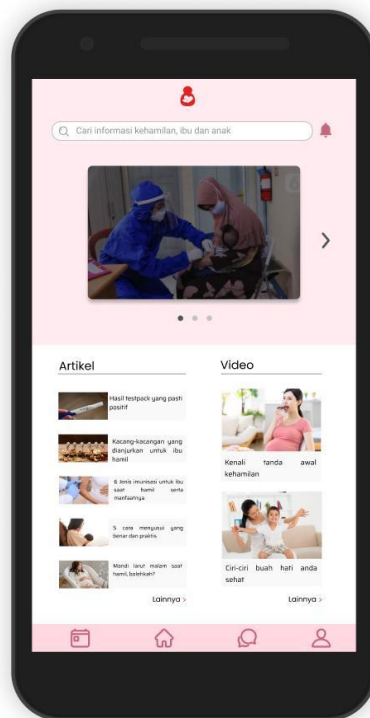 Cari informasi kehamilan, ibu dan anak
Artikel
Hasil testpack yang pasti
positif
Kacang-kacangan yang
dianjurkan untuk ibu
hamil
6 Jenis imunisasi untuk ibu
saat hamil serta
manfaatnya
5 cara menyusui yang
benar dan praktis
Mandi larut malam saat
hamil, bolehkah?
Lainnya >
Video
Kenali tanda awal
kehamilan
Ciri-ciri buah hati anda
sehat
Lainnya >